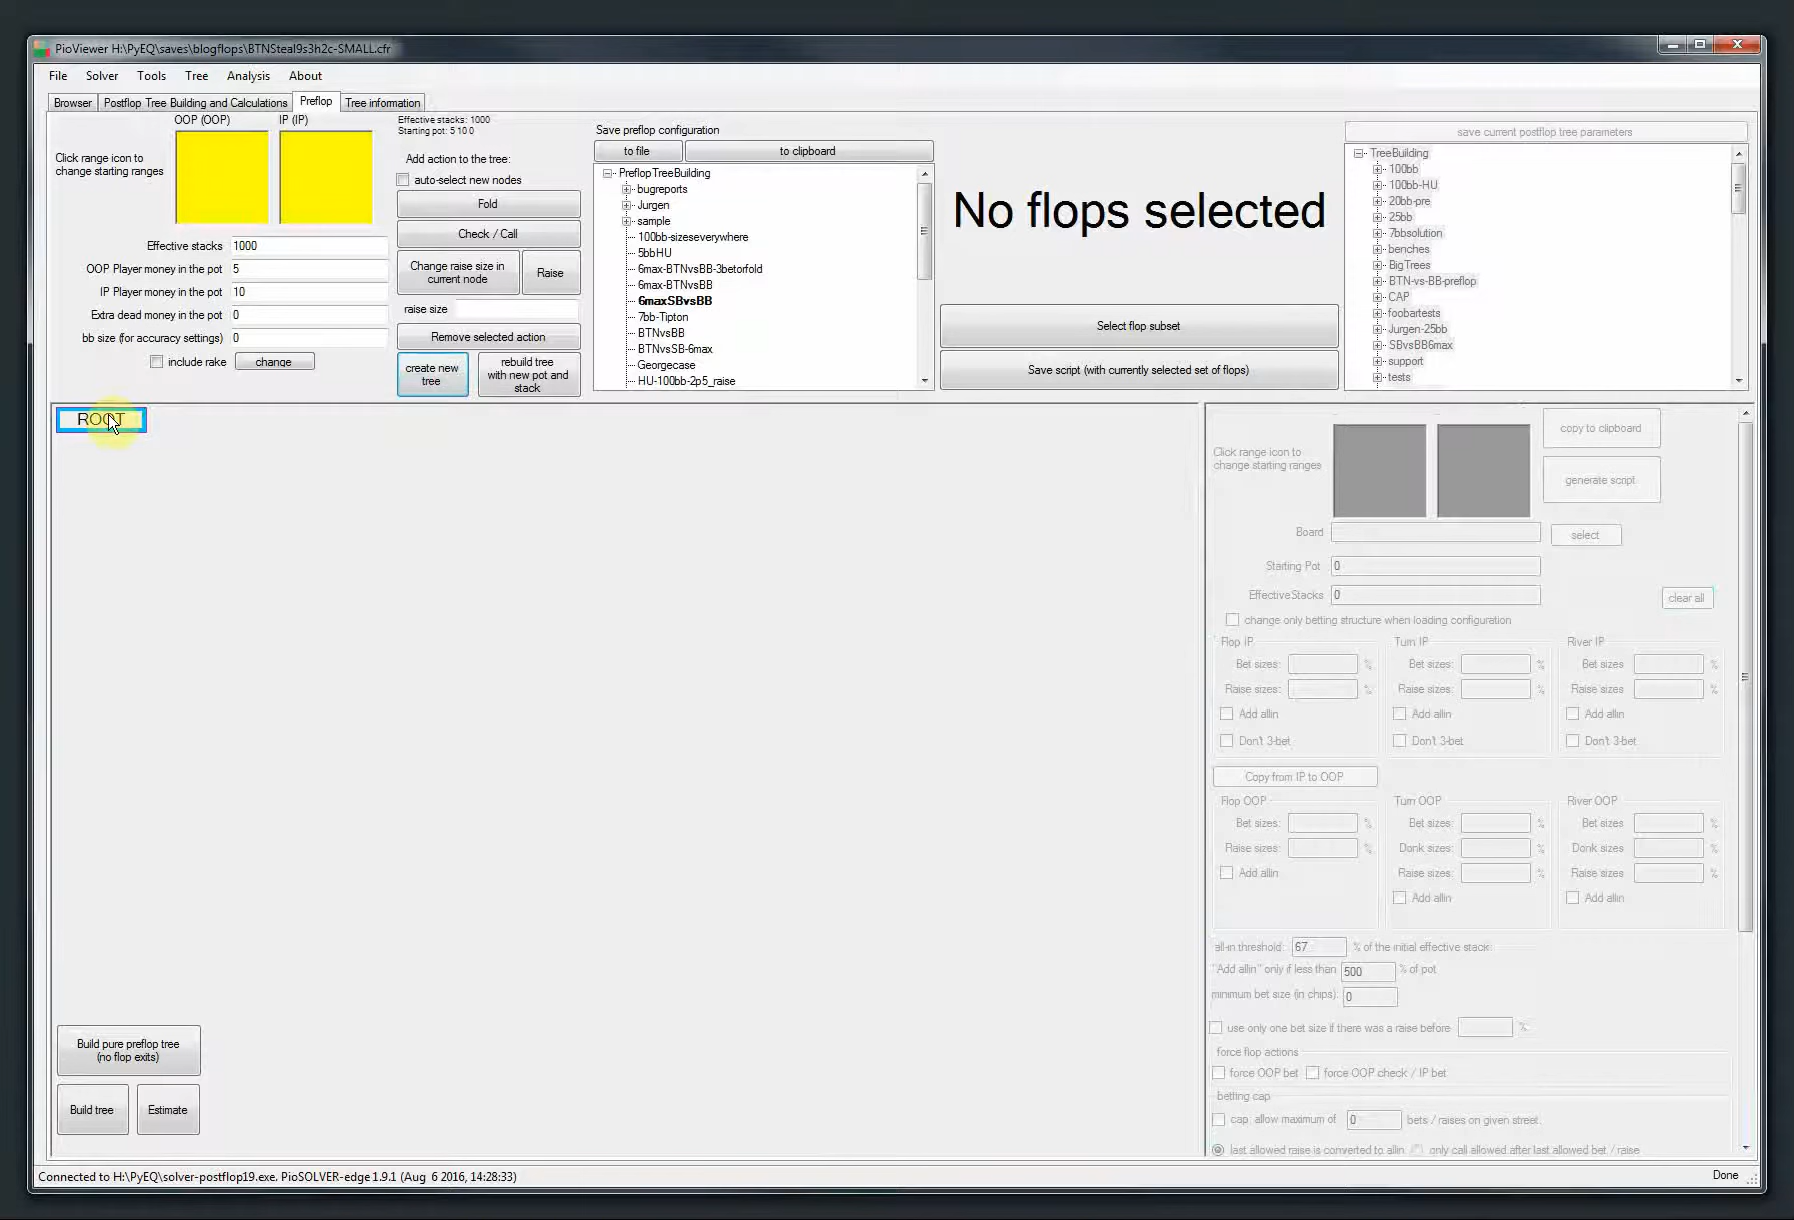 PioViewer H:\PyEQ\saves\blogflops\BTNSteal9s3h2c-SMALL.cfr
File Solver Tools Tree Analysis About
Browser Postflop Tree Building and Calculations Preflop Tree information
OOP (OOP) IP (IP)
Click range icon to
change starting ranges
Effective stacks 1000
OOP Player money in the pot 5
IP Player money in the pot 10
Extra dead money in the pot 0
bb size (for accuracy settings) 0
include rake change
Effective stacks: 1000
Starting pot: 5 10 0
Add action to the tree:
auto-select new nodes
Fold
Check / Call
Change raise size in
current node
Raise
raise size
Remove selected action
create new
tree
rebuild tree
with new pot and
stack
Save preflop configuration
to file to clipboard
PreflopTreeBuilding
bugreports
Jurgen
sample
100bb-sizeseverywhere
5bbHU
6max-BTNvsBB-3betorfold
6max-BTNvsBB
6maxSBvsBB
7bb-Tipton
BTNvsBB
BTNvsSB-6max
Georgecase
HU-100bb-2p5_raise
No flops selected
Select flop subset
Save script (with currently selected set of flops)
save current postflop tree parameters
TreeBuilding
100bb
100bb-HU
20bb-pre
25bb
7bbsolution
benches
BigTrees
BTN-vs-BB-preflop
CAP
foobartests
Jurgen-25bb
SBvsBB6max
support
tests
ROOT
Build pure preflop tree
(no flop exits)
Build tree Estimate
Click range icon to
change starting ranges
copy to clipboard
generate script
Board select
Starting Pot 0
EffectiveStacks 0
clear all
change only betting structure when loading configuration
Flop IP Turn IP River IP
Bet sizes: % Bet sizes: % Bet sizes %
Raise sizes: % Raise sizes: % Raise sizes %
Add allin Add allin Add allin
Don't 3-bet Don't 3-bet Don't 3-bet
Copy from IP to OOP
Flop OOP Turn OOP River OOP
Bet sizes: % Bet sizes: % Bet sizes %
Raise sizes: % Donk sizes: % Donk sizes %
Raise sizes: % Raise sizes %
Add allin
Add allin Add allin
all-in threshold: 67 % of the initial effective stack:
"Add allin" only if less than 500 % of pot
minimum bet size (in chips): 0
use only one bet size if there was a raise before %
force flop actions
force OOP bet force OOP check / IP bet
betting cap
cap: allow maximum of 0 bets / raises on given street.
last allowed raise is converted to allin only call allowed after last allowed bet / raise
Connected to H:\PyEQ\solver-postflop19.exe. PioSOLVER-edge 1.9.1 (Aug 6 2016, 14:28:33)
Done